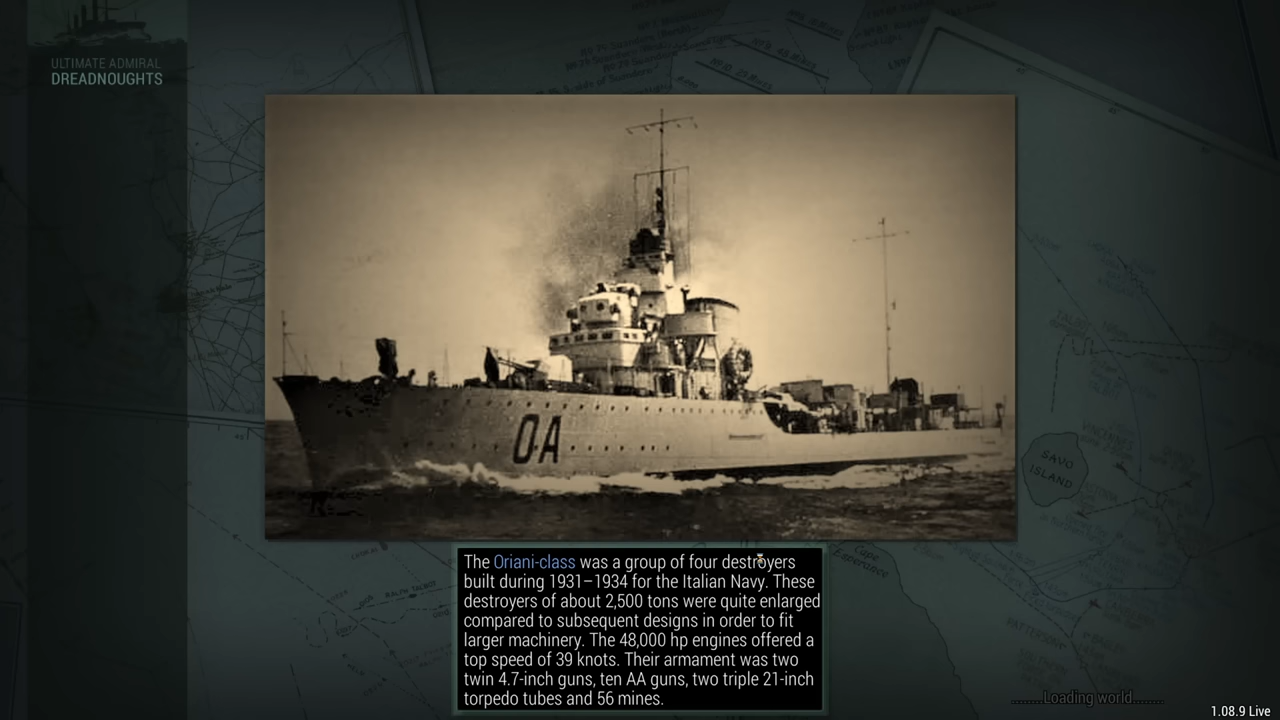 ULTIMATE ADMIRAL
DREADNOUGHTS
OA
SAVO
ISLAND
Cape
Esperance
RALPH TALBOT
The Oriani-class was a group of four destroyers
built during 1931–1934 for the Italian Navy. These
destroyers of about 2,500 tons were quite enlarged
compared to subsequent designs in order to fit
larger machinery. The 48,000 hp engines offered a
top speed of 39 knots. Their armament was two
twin 4.7-inch guns, ten AA guns, two triple 21-inch
torpedo tubes and 56 mines.
.........Loading world.........
1.08.9 Live